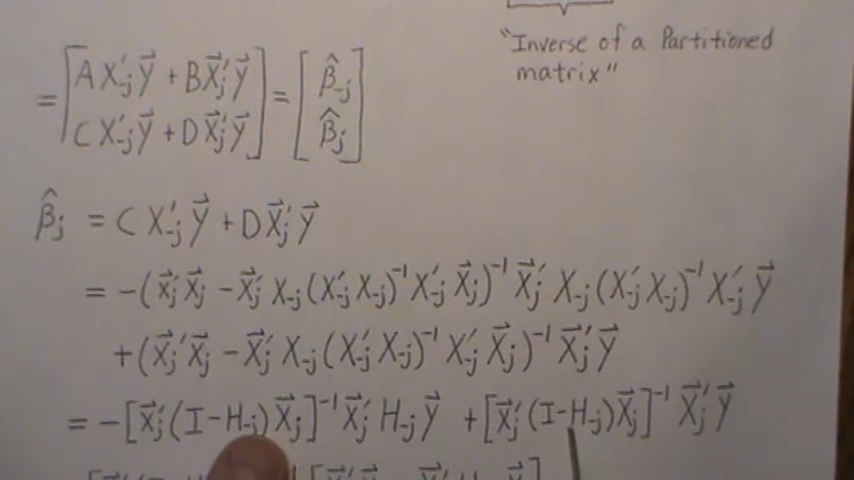 "Inverse of a Partitioned
matrix"
= [ A X'₋ⱼ Y⃗ + B X⃗ⱼ' Y⃗ ] = [ β̂₋ⱼ ]
[ C X'₋ⱼ Y⃗ + D X⃗ⱼ' Y⃗ ] [ β̂ⱼ ]
β̂ⱼ = C X'₋ⱼ Y⃗ + D X⃗ⱼ' Y⃗
= -(X⃗ⱼ' X⃗ⱼ - X⃗ⱼ' X₋ⱼ (X'₋ⱼ X₋ⱼ)⁻¹ X'₋ⱼ X⃗ⱼ)⁻¹ X⃗ⱼ' X₋ⱼ (X'₋ⱼ X₋ⱼ)⁻¹ X'₋ⱼ Y⃗
+ (X⃗ⱼ' X⃗ⱼ - X⃗ⱼ' X₋ⱼ (X'₋ⱼ X₋ⱼ)⁻¹ X'₋ⱼ X⃗ⱼ)⁻¹ X⃗ⱼ' Y⃗
= -[X⃗ⱼ' (I-H₋ⱼ) X⃗ⱼ]⁻¹ X⃗ⱼ' H₋ⱼ Y⃗ + [X⃗ⱼ' (I-H₋ⱼ) X⃗ⱼ]⁻¹ X⃗ⱼ' Y⃗